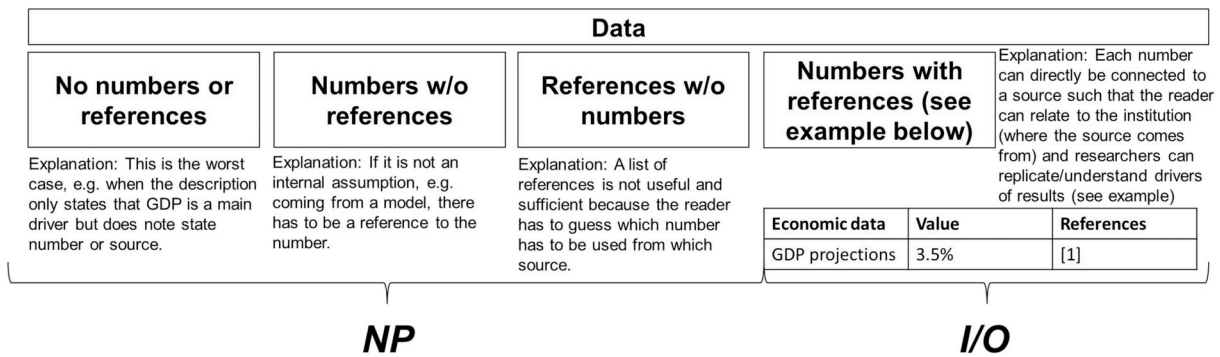 Data
No numbers or
references
Explanation: This is the worst
case, e.g. when the description
only states that GDP is a main
driver but does note state
number or source.
Numbers w/o
references
Explanation: If it is not an
internal assumption, e.g.
coming from a model, there
has to be a reference to the
number.
References w/o
numbers
Explanation: A list of
references is not useful and
sufficient because the reader
has to guess which number
has to be used from which
source.
Numbers with
references (see
example below)
Explanation: Each number
can directly be connected to
a source such that the reader
can relate to the institution
(where the source comes
from) and researchers can
replicate/understand drivers
of results (see example)
Economic data Value References
GDP projections 3.5% [1]
NP
I/O